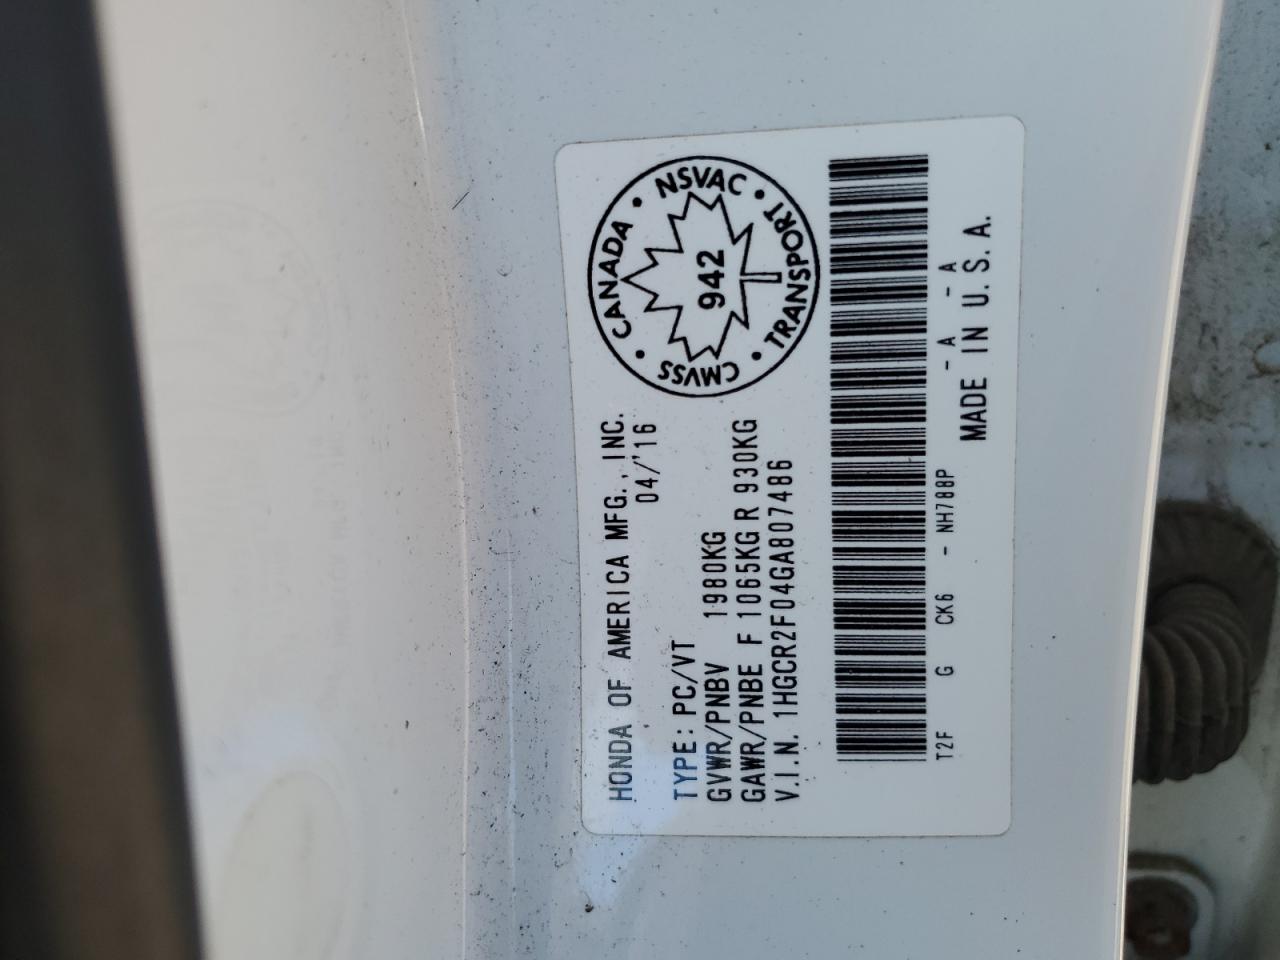 HONDA OF AMERICA MFG., INC.
04/'16
TYPE: PC/VT
GVWR/PNBV 1980KG
GAWR/PNBE F 1065KG R 930KG
V.I.N. 1HGCR2F04GA807486
T2F G CK6 - NH788P - A - A
MADE IN U.S.A.
CANADA • NSVAC • TRANSPORT • CMVSS •
942